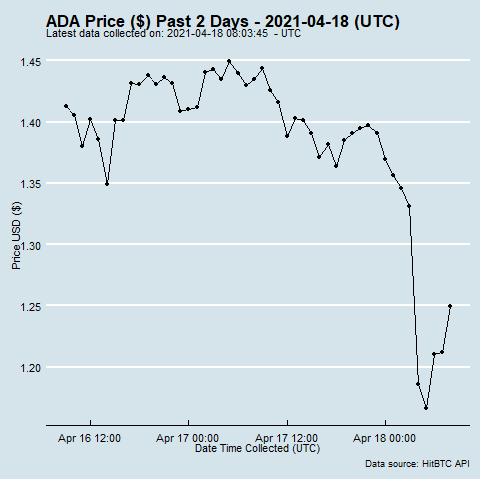 ADA Price ($) Past 2 Days - 2021-04-18 (UTC)
Latest data collected on: 2021-04-18 08:03:45 - UTC
1.45
1.40
1.35
1.30
1.25
1.20
Price USD ($)
Apr 16 12:00 Apr 17 00:00 Apr 17 12:00 Apr 18 00:00
Date Time Collected (UTC)
Data source: HitBTC API